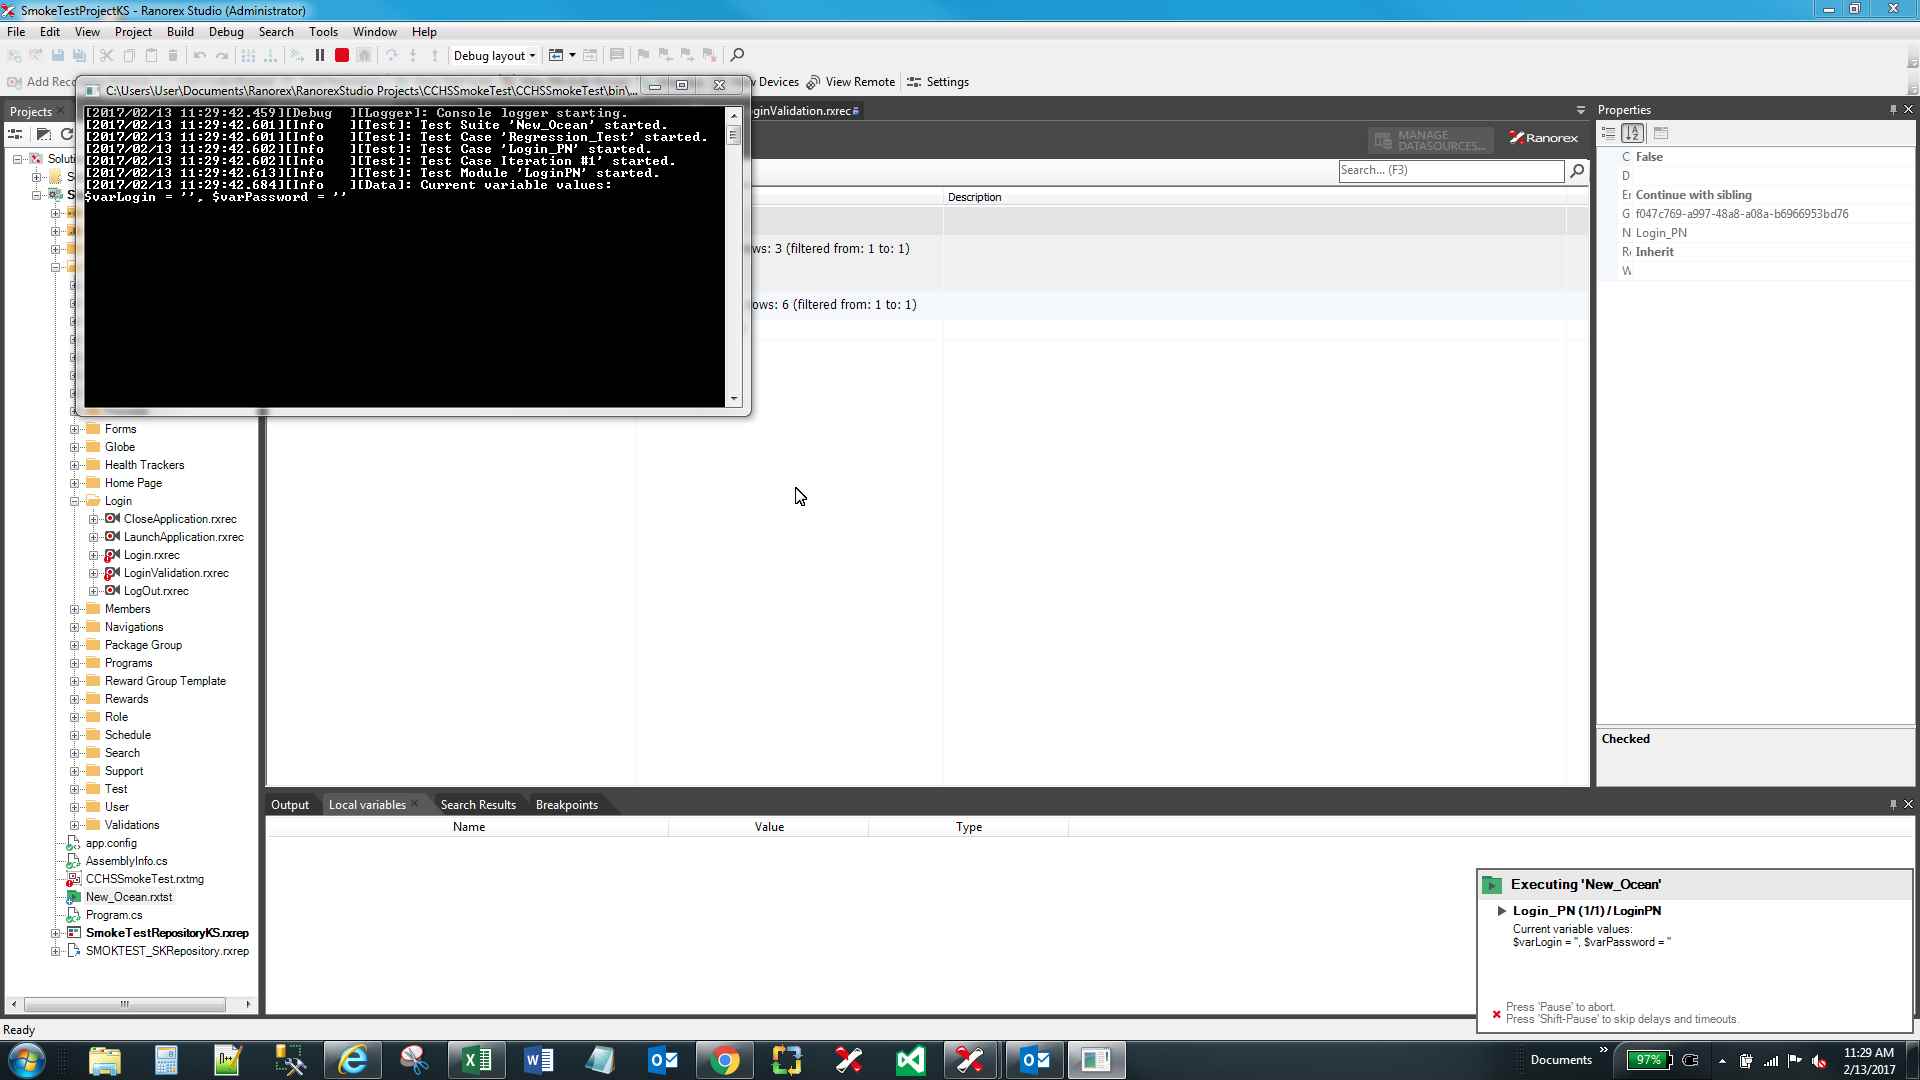 SmokeTestProjectKS - Ranorex Studio (Administrator)
File Edit View Project Build Debug Search Tools Window Help
Debug layout
Add Rec
w Devices View Remote Settings
C:\Users\User\Documents\Ranorex\RanorexStudio Projects\CCHSSmokeTest\CCHSSmokeTest\bin\...
[2017/02/13 11:29:42.459][Debug ][Logger]: Console logger starting.
[2017/02/13 11:29:42.601][Info ][Test]: Test Suite 'New_Ocean' started.
[2017/02/13 11:29:42.601][Info ][Test]: Test Case 'Regression_Test' started.
[2017/02/13 11:29:42.602][Info ][Test]: Test Case 'Login_PN' started.
[2017/02/13 11:29:42.602][Info ][Test]: Test Case Iteration #1' started.
[2017/02/13 11:29:42.613][Info ][Test]: Test Module 'LoginPN' started.
[2017/02/13 11:29:42.684][Info ][Data]: Current variable values:
$varLogin = '', $varPassword = ''
Projects
Soluti
S
S
Forms
Globe
Health Trackers
Home Page
Login
CloseApplication.rxrec
LaunchApplication.rxrec
Login.rxrec
LoginValidation.rxrec
LogOut.rxrec
Members
Navigations
Package Group
Programs
Reward Group Template
Rewards
Role
Schedule
Search
Support
Test
User
Validations
app.config
AssemblyInfo.cs
CCHSSmokeTest.rxtmg
New_Ocean.rxtst
Program.cs
SmokeTestRepositoryKS.rxrep
SMOKTEST_SKRepository.rxrep
ginValidation.rxrec
MANAGE
DATASOURCES...
Ranorex
Search... (F3)
Description
ws: 3 (filtered from: 1 to: 1)
ows: 6 (filtered from: 1 to: 1)
Properties
C False
D
Er Continue with sibling
G f047c769-a997-48a8-a08a-b6966953bd76
N Login_PN
Re Inherit
W
Checked
Output Local variables Search Results Breakpoints
Name Value Type
Executing 'New_Ocean'
Login_PN (1/1) / LoginPN
Current variable values:
$varLogin = '', $varPassword = ''
Press 'Pause' to abort.
Press 'Shift-Pause' to skip delays and timeouts.
Ready
Documents
97%
11:29 AM
2/13/2017